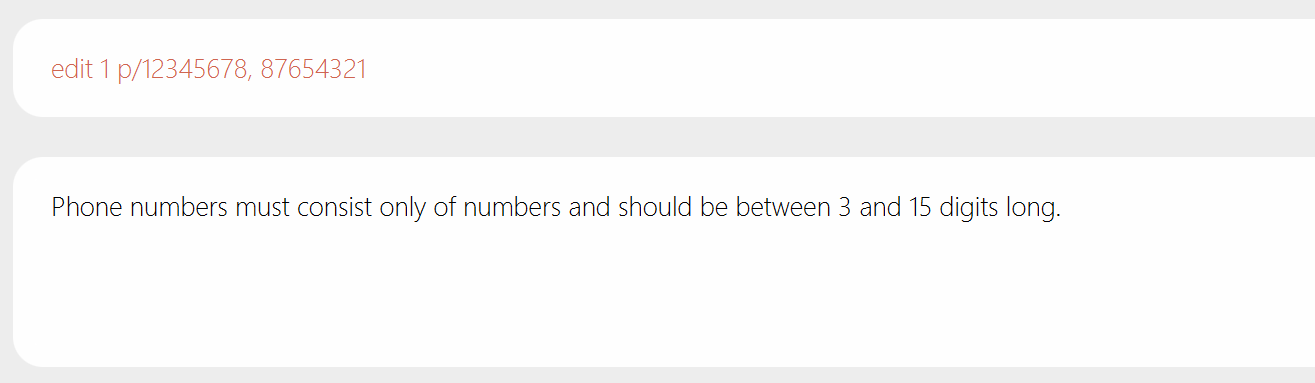 edit 1 p/12345678, 87654321
Phone numbers must consist only of numbers and should be between 3 and 15 digits long.